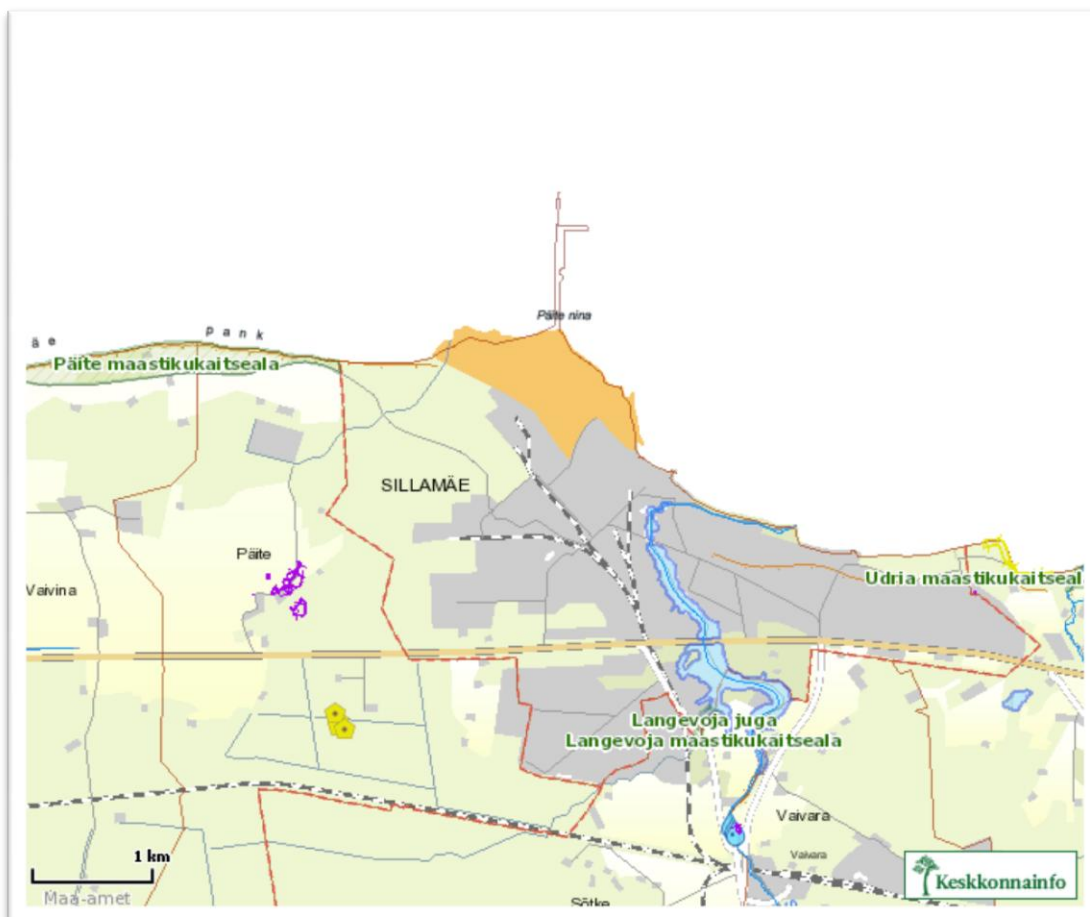 Päite nina
äe pank
Päite maastikukaitseala
SILLAMÄE
Päite
Vaivina
Udria maastikukaitseal
Langevoja juga
Langevoja maastikukaitseala
Vaivara
Vaivara
1 km
Maa-amet
Sõtke
Keskkonnainfo